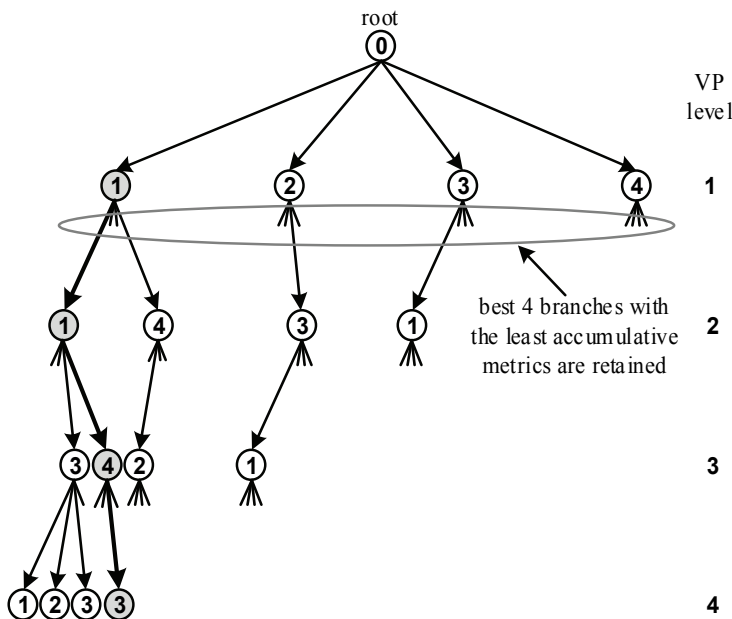 root
0
VP
level
1 2 3 4 1
1 4 3 1 2
best 4 branches with
the least accumulative
metrics are retained
3 4 2 1 3
1 2 3 3 4